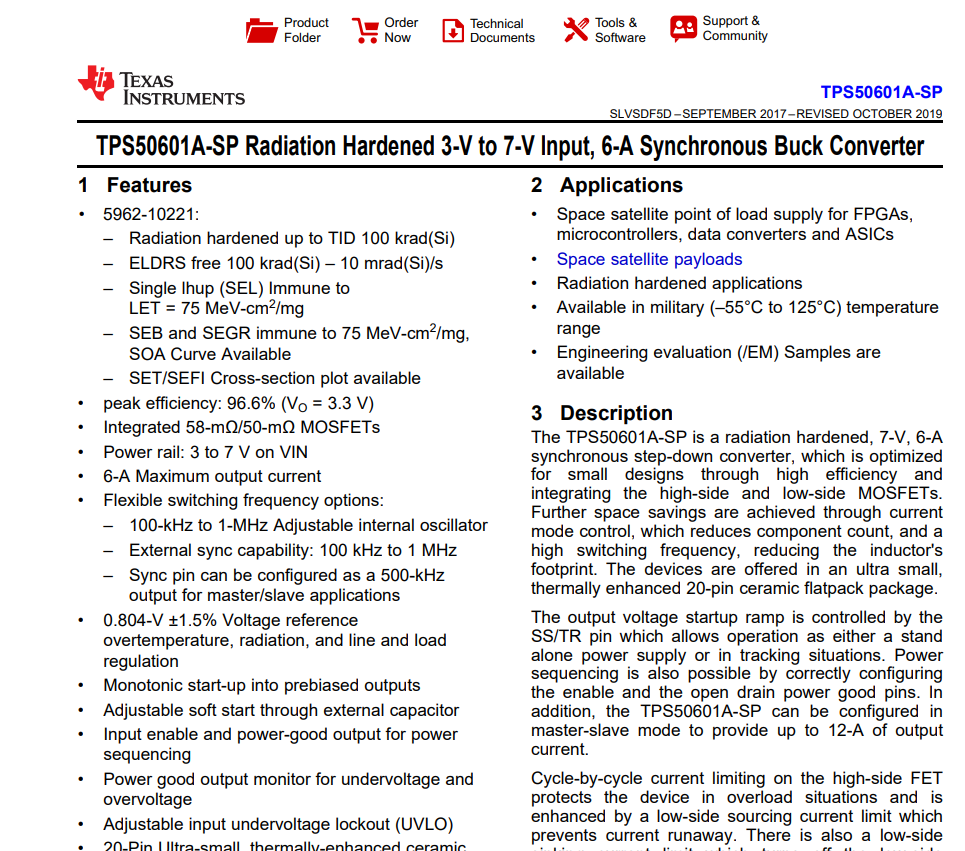 Product
Folder
Order
Now
Technical
Documents
Tools &
Software
Support &
Community
TEXAS
INSTRUMENTS
TPS50601A-SP
SLVSDF5D – SEPTEMBER 2017 – REVISED OCTOBER 2019
TPS50601A-SP Radiation Hardened 3-V to 7-V Input, 6-A Synchronous Buck Converter
1 Features
• 5962-10221:
– Radiation hardened up to TID 100 krad(Si)
– ELDRS free 100 krad(Si) – 10 mrad(Si)/s
– Single lhup (SEL) Immune to
LET = 75 MeV-cm²/mg
– SEB and SEGR immune to 75 MeV-cm²/mg,
SOA Curve Available
– SET/SEFI Cross-section plot available
• peak efficiency: 96.6% (VO = 3.3 V)
• Integrated 58-mΩ/50-mΩ MOSFETs
• Power rail: 3 to 7 V on VIN
• 6-A Maximum output current
• Flexible switching frequency options:
– 100-kHz to 1-MHz Adjustable internal oscillator
– External sync capability: 100 kHz to 1 MHz
– Sync pin can be configured as a 500-kHz
output for master/slave applications
• 0.804-V ±1.5% Voltage reference
overtemperature, radiation, and line and load
regulation
• Monotonic start-up into prebiased outputs
• Adjustable soft start through external capacitor
• Input enable and power-good output for power
sequencing
• Power good output monitor for undervoltage and
overvoltage
• Adjustable input undervoltage lockout (UVLO)
• 20-Pin Ultra-small, thermally-enhanced ceramic
2 Applications
• Space satellite point of load supply for FPGAs,
microcontrollers, data converters and ASICs
• Space satellite payloads
• Radiation hardened applications
• Available in military (–55°C to 125°C) temperature
range
• Engineering evaluation (/EM) Samples are
available
3 Description
The TPS50601A-SP is a radiation hardened, 7-V, 6-A
synchronous step-down converter, which is optimized
for small designs through high efficiency and
integrating the high-side and low-side MOSFETs.
Further space savings are achieved through current
mode control, which reduces component count, and a
high switching frequency, reducing the inductor's
footprint. The devices are offered in an ultra small,
thermally enhanced 20-pin ceramic flatpack package.
The output voltage startup ramp is controlled by the
SS/TR pin which allows operation as either a stand
alone power supply or in tracking situations. Power
sequencing is also possible by correctly configuring
the enable and the open drain power good pins. In
addition, the TPS50601A-SP can be configured in
master-slave mode to provide up to 12-A of output
current.
Cycle-by-cycle current limiting on the high-side FET
protects the device in overload situations and is
enhanced by a low-side sourcing current limit which
prevents current runaway. There is also a low-side